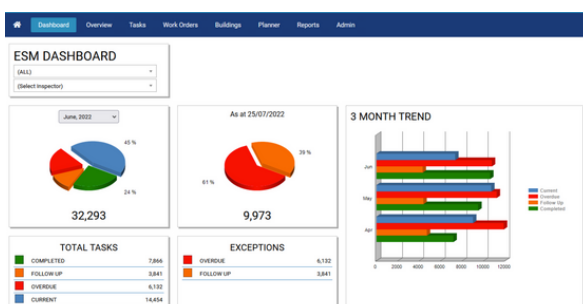 Dashboard Overview Tasks Work Orders Buildings Planner Reports Admin
ESM DASHBOARD
(ALL)
(Select Inspector)
June, 2022
45 %
24 %
32,293
As at 25/07/2022
39 %
61 %
9,973
3 MONTH TREND
Jun
May
Apr
0 2000 4000 6000 8000 10000 12000
Current
Overdue
Follow Up
Completed
TOTAL TASKS
COMPLETED 7,866
FOLLOW UP 3,841
OVERDUE 6,132
CURRENT 14,454
EXCEPTIONS
OVERDUE 6,132
FOLLOW UP 3,841